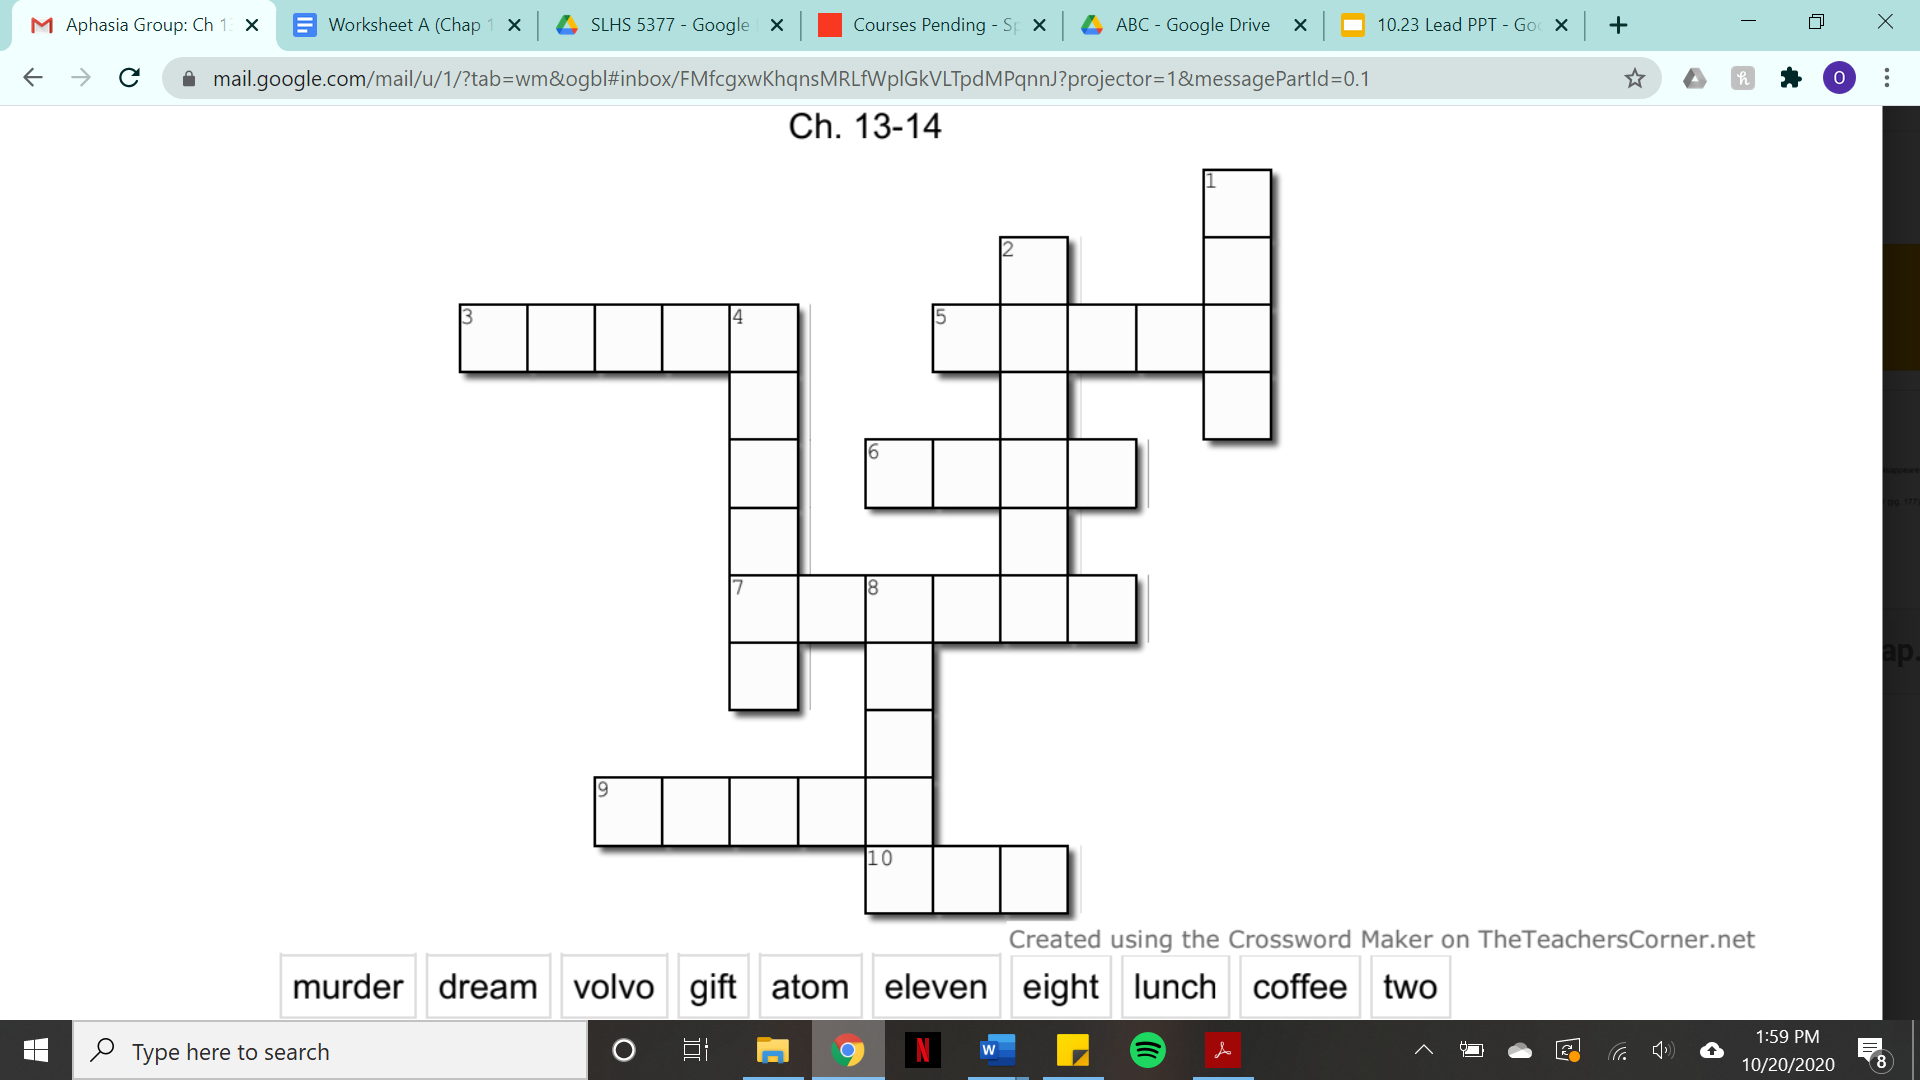 Aphasia Group: Ch 13
Worksheet A (Chap 1
SLHS 5377 - Google
Courses Pending - Sp
ABC - Google Drive
10.23 Lead PPT - Goo
mail.google.com/mail/u/1/?tab=wm&ogbl#inbox/FMfcgxwKhqnsMRLfWplGkVLTpdMPqnnJ?projector=1&messagePartId=0.1
O
Ch. 13-14
1
2
3
4
5
6
7
8
9
10
ap.
Created using the Crossword Maker on TheTeachersCorner.net
murder dream volvo gift atom eleven eight lunch coffee two
Type here to search
1:59 PM
10/20/2020
8